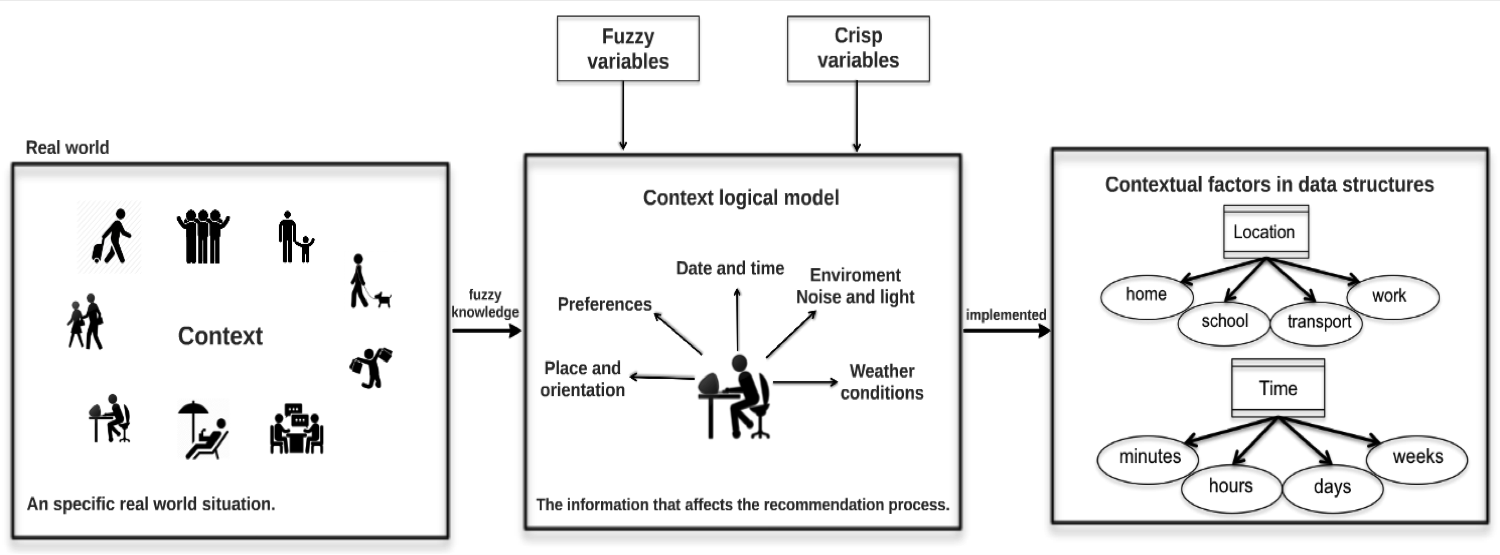 Fuzzy
variables
Crisp
variables
Real world
Context
An specific real world situation.
fuzzy
knowledge
Context logical model
Date and time
Enviroment
Noise and light
Preferences
Place and
orientation
Weather
conditions
The information that affects the recommendation process.
implemented
Contextual factors in data structures
Location
home
school
transport
work
Time
minutes
hours
days
weeks